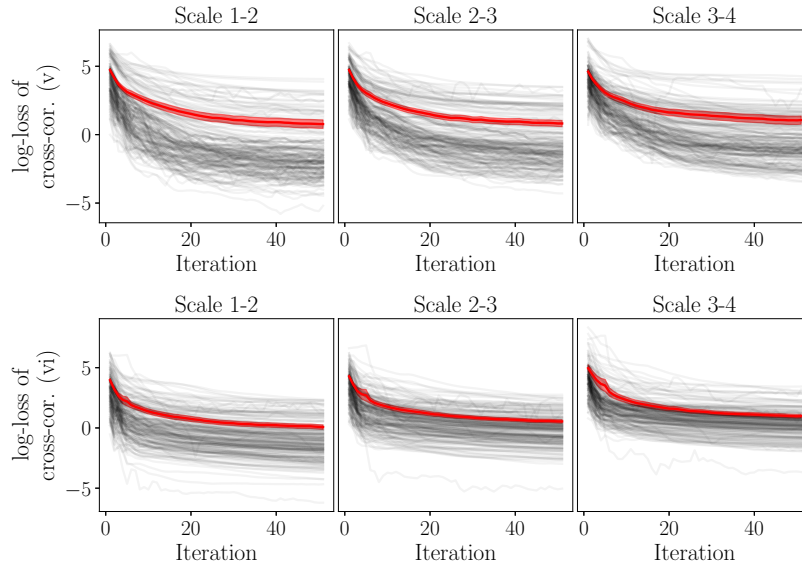 Scale 1-2 Scale 2-3 Scale 3-4
log-loss of
cross-cor. (v)
5
0
−5
0 20 40 0 20 40 0 20 40
Iteration Iteration Iteration
Scale 1-2 Scale 2-3 Scale 3-4
log-loss of
cross-cor. (vi)
5
0
−5
0 20 40 0 20 40 0 20 40
Iteration Iteration Iteration